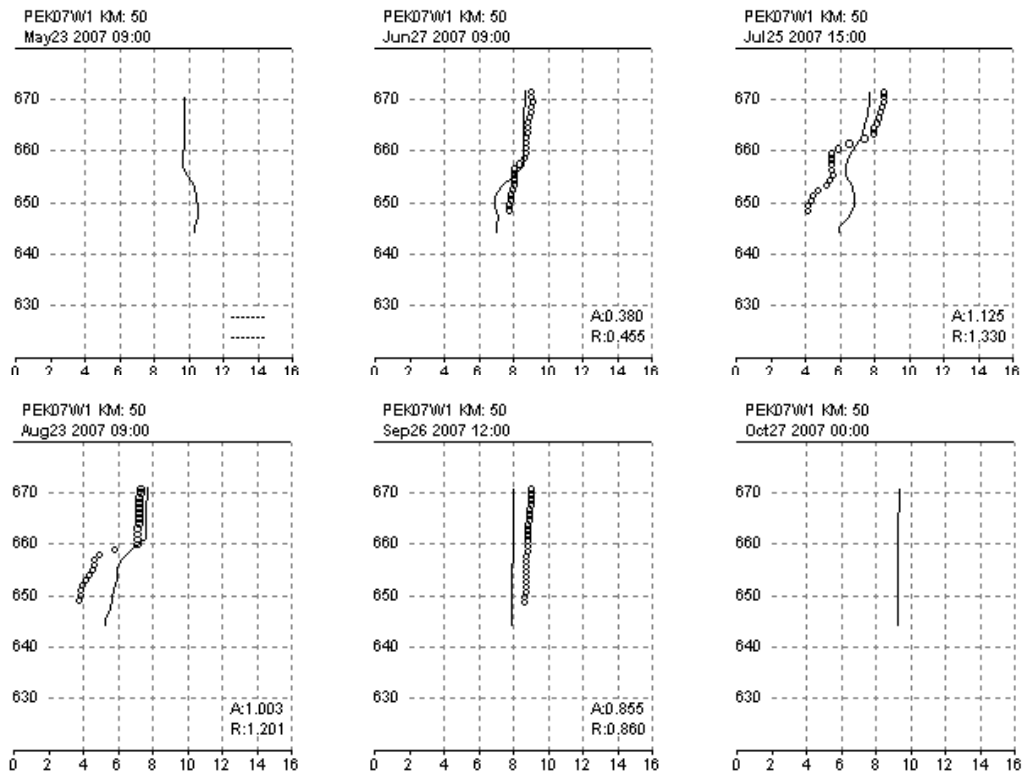 PEK07W1 KM: 50
May23 2007 09:00
670
660
650
640
630
------
------
0 2 4 6 8 10 12 14 16
PEK07W1 KM: 50
Jun27 2007 09:00
670
660
650
640
630
A:0.380
R:0.455
0 2 4 6 8 10 12 14 16
PEK07W1 KM: 50
Jul25 2007 15:00
670
660
650
640
630
A:1.125
R:1.330
0 2 4 6 8 10 12 14 16
PEK07W1 KM: 50
Aug23 2007 09:00
670
660
650
640
630
A:1.003
R:1.201
0 2 4 6 8 10 12 14 16
PEK07W1 KM: 50
Sep26 2007 12:00
670
660
650
640
630
A:0.855
R:0.860
0 2 4 6 8 10 12 14 16
PEK07W1 KM: 50
Oct27 2007 00:00
670
660
650
640
630
0 2 4 6 8 10 12 14 16